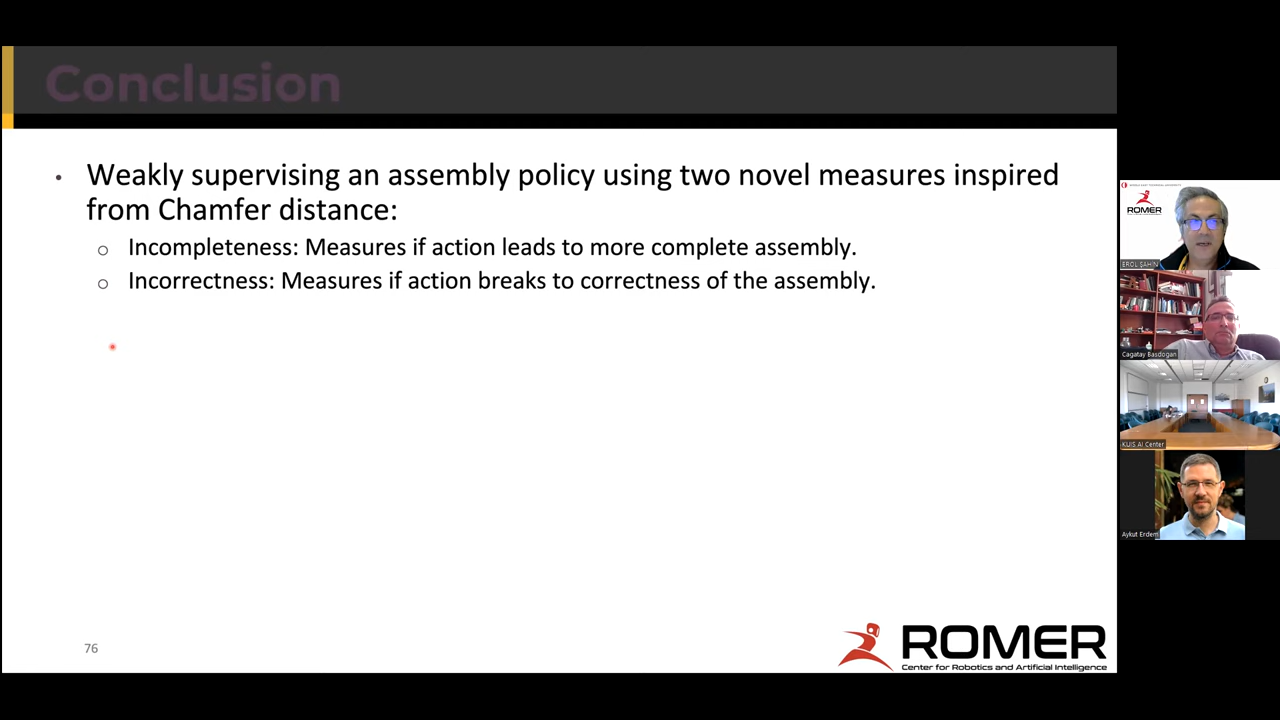 Conclusion
• Weakly supervising an assembly policy using two novel measures inspired
from Chamfer distance:
o Incompleteness: Measures if action leads to more complete assembly.
o Incorrectness: Measures if action breaks to correctness of the assembly.
76
ROMER
Center for Robotics and Artificial Intelligence
ROMER
EROL ŞAHİN
Cagatay Basdogan
KUIS AI Center
Aykut Erdem